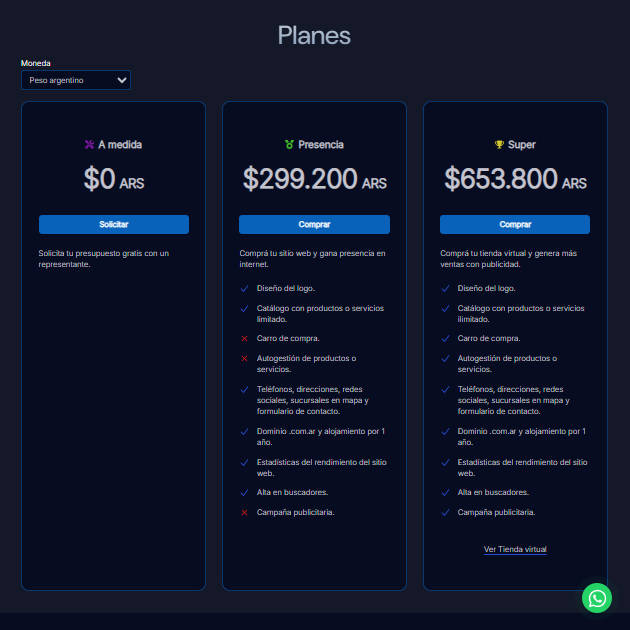 Planes
Moneda
Peso argentino
A medida
$0 ARS
Solicitar
Solicita tu presupuesto gratis con un
representante.
Presencia
$299.200 ARS
Comprar
Comprá tu sitio web y gana presencia en
internet.
Diseño del logo.
Catálogo con productos o servicios
limitado.
Carro de compra.
Autogestión de productos o
servicios.
Teléfonos, direcciones, redes
sociales, sucursales en mapa y
formulario de contacto.
Dominio .com.ar y alojamiento por 1
año.
Estadísticas del rendimiento del sitio
web.
Alta en buscadores.
Campaña publicitaria.
Super
$653.800 ARS
Comprar
Comprá tu tienda virtual y genera más
ventas con publicidad.
Diseño del logo.
Catálogo con productos o servicios
ilimitado.
Carro de compra.
Autogestión de productos o
servicios.
Teléfonos, direcciones, redes
sociales, sucursales en mapa y
formulario de contacto.
Dominio .com.ar y alojamiento por 1
año.
Estadísticas del rendimiento del sitio
web.
Alta en buscadores.
Campaña publicitaria.
Ver Tienda virtual